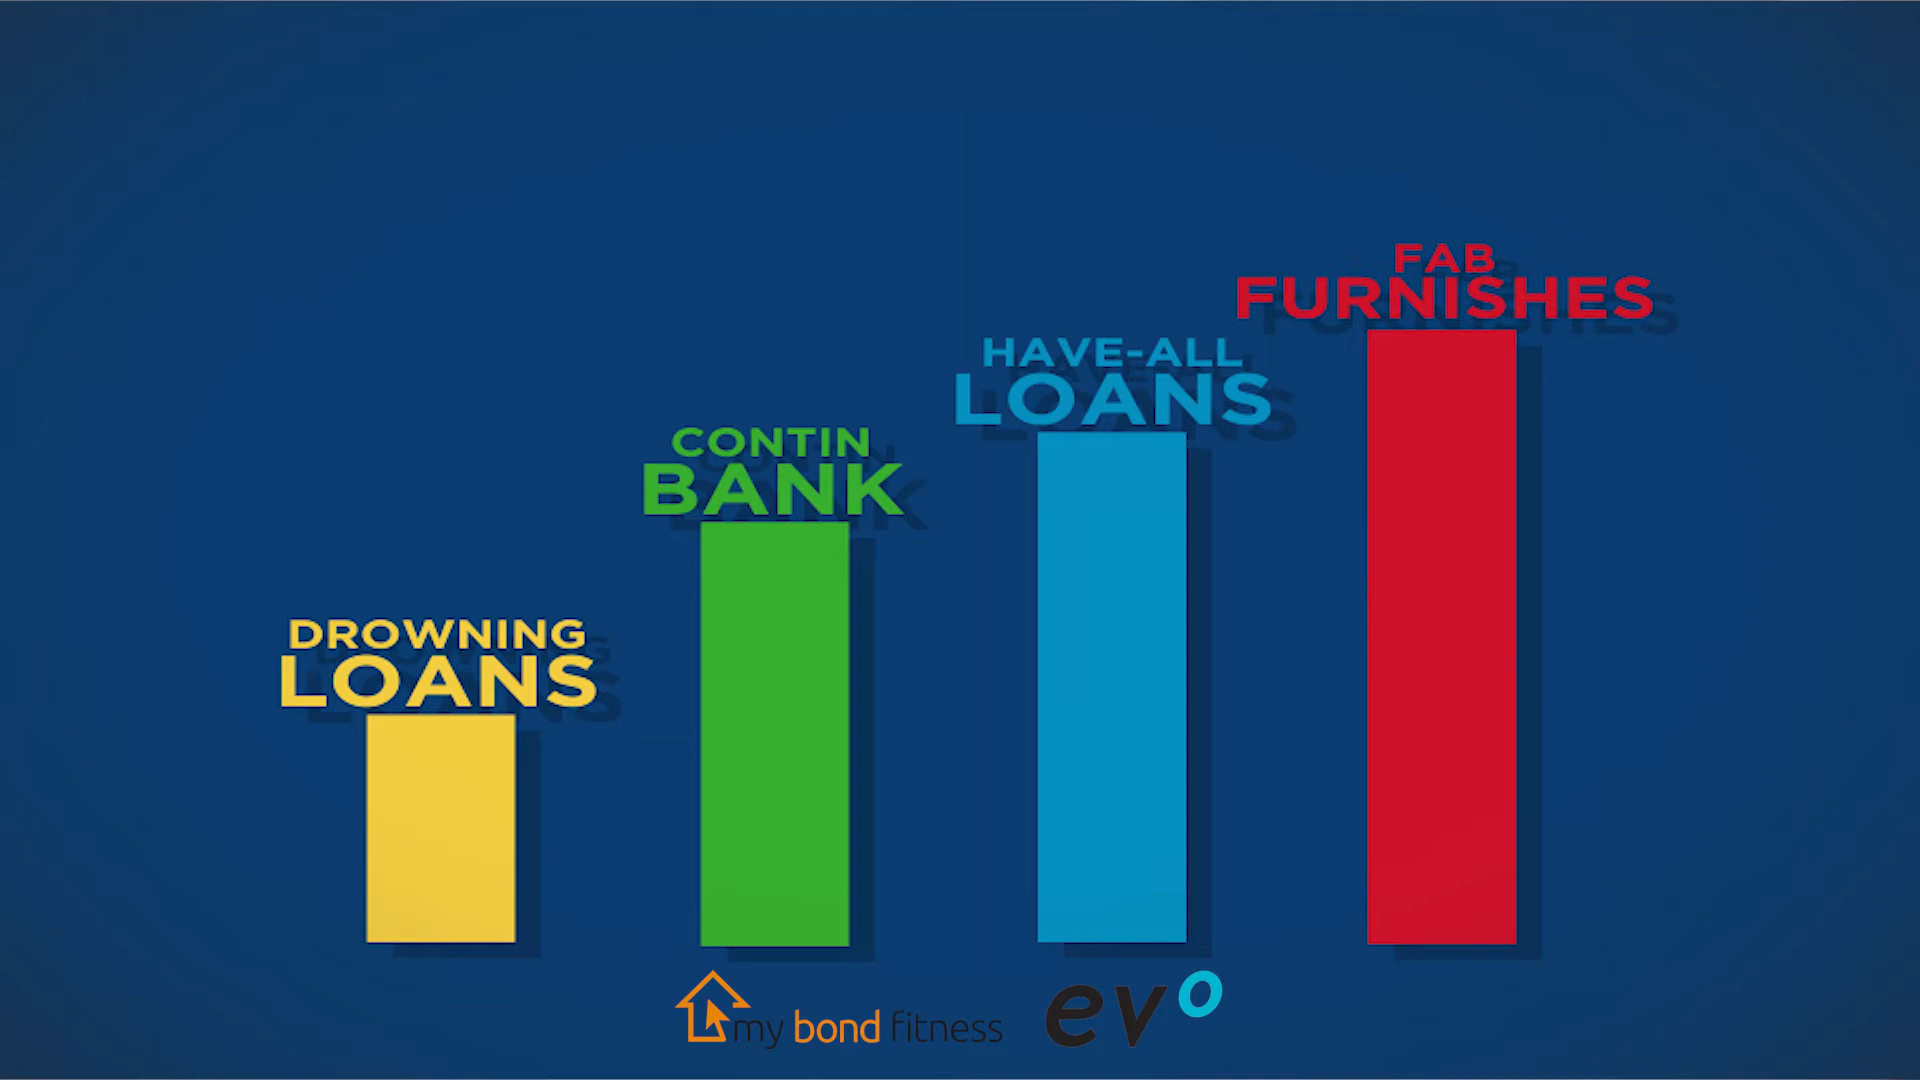 FAB
FURNISHES
HAVE-ALL
LOANS
CONTIN
BANK
DROWNING
LOANS
my bond fitness
evo